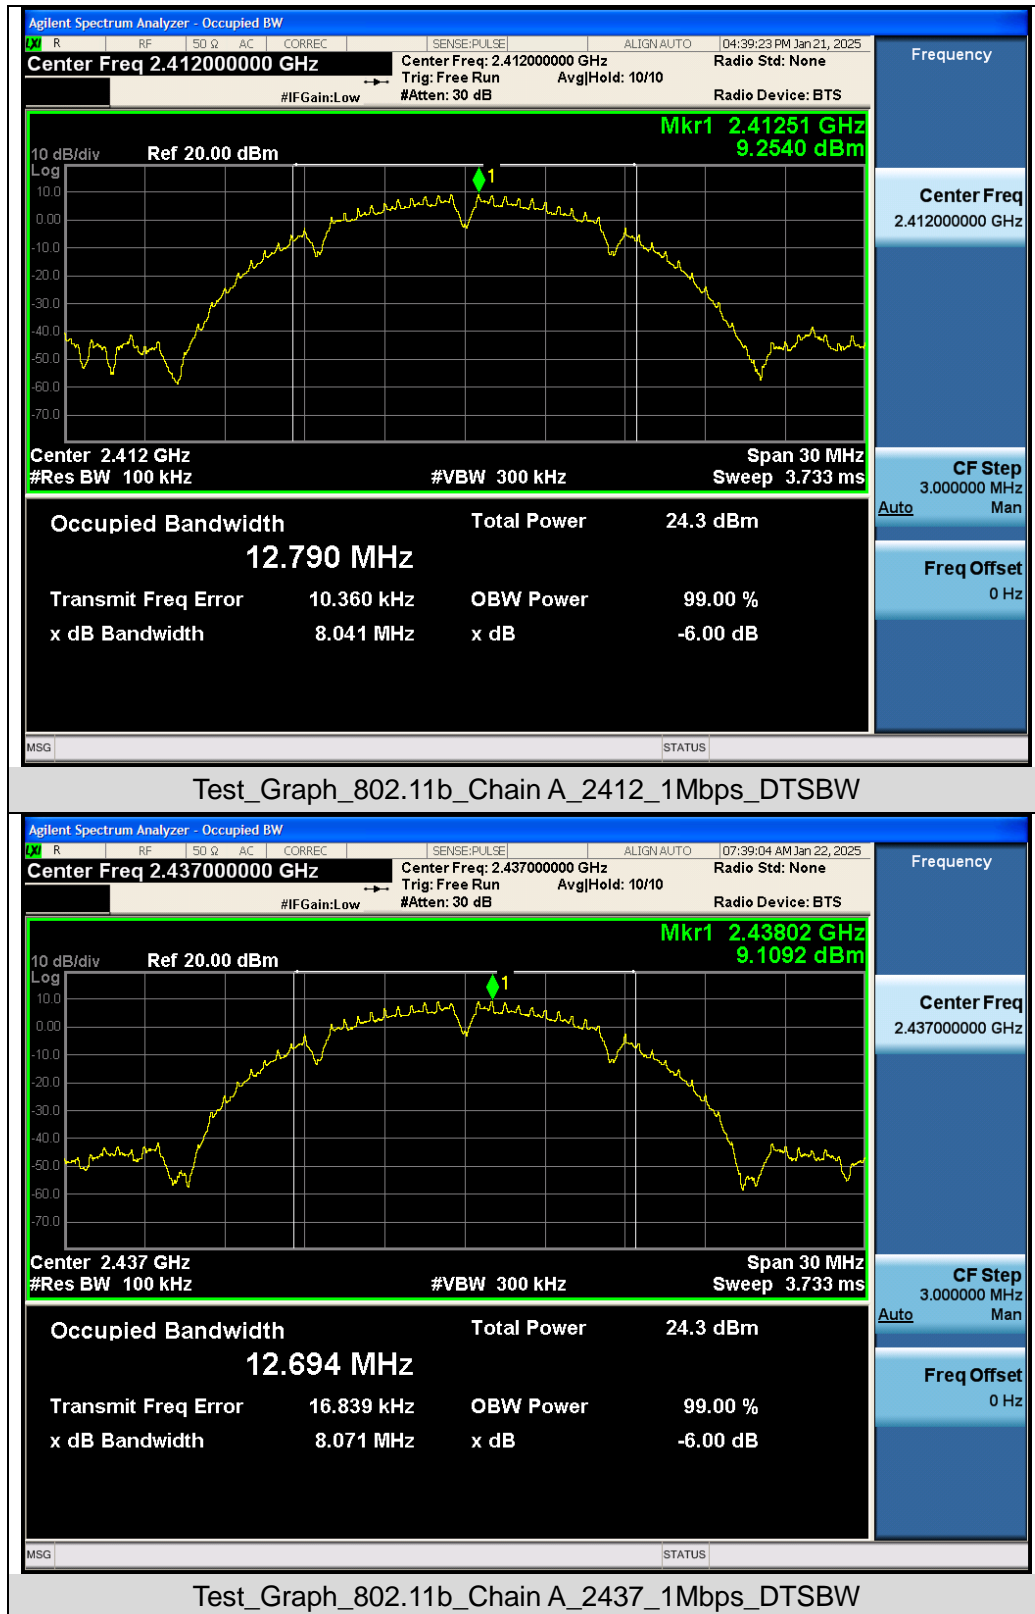 Agilent Spectrum Analyzer - Occupied BW
LXI R RF 50 Ω AC CORREC SENSE:PULSE ALIGN AUTO 04:39:23 PM Jan 21, 2025
Center Freq 2.412000000 GHz
Center Freq: 2.412000000 GHz Radio Std: None
Trig: Free Run Avg|Hold: 10/10
#IFGain:Low #Atten: 30 dB Radio Device: BTS
Frequency
Mkr1 2.41251 GHz
9.2540 dBm
10 dB/div Ref 20.00 dBm
Log
1
10.0
0.00
-10.0
-20.0
-30.0
-40.0
-50.0
-60.0
-70.0
Center 2.412 GHz Span 30 MHz
#Res BW 100 kHz #VBW 300 kHz Sweep 3.733 ms
Center Freq
2.412000000 GHz
CF Step
3.000000 MHz
Auto Man
Freq Offset
0 Hz
Occupied Bandwidth Total Power 24.3 dBm
12.790 MHz
Transmit Freq Error 10.360 kHz OBW Power 99.00 %
x dB Bandwidth 8.041 MHz x dB -6.00 dB
MSG STATUS
Test_Graph_802.11b_Chain A_2412_1Mbps_DTSBW
Agilent Spectrum Analyzer - Occupied BW
LXI R RF 50 Ω AC CORREC SENSE:PULSE ALIGN AUTO 07:39:04 AM Jan 22, 2025
Center Freq 2.437000000 GHz
Center Freq: 2.437000000 GHz Radio Std: None
Trig: Free Run Avg|Hold: 10/10
#IFGain:Low #Atten: 30 dB Radio Device: BTS
Frequency
Mkr1 2.43802 GHz
9.1092 dBm
10 dB/div Ref 20.00 dBm
Log
1
10.0
0.00
-10.0
-20.0
-30.0
-40.0
-50.0
-60.0
-70.0
Center 2.437 GHz Span 30 MHz
#Res BW 100 kHz #VBW 300 kHz Sweep 3.733 ms
Center Freq
2.437000000 GHz
CF Step
3.000000 MHz
Auto Man
Freq Offset
0 Hz
Occupied Bandwidth Total Power 24.3 dBm
12.694 MHz
Transmit Freq Error 16.839 kHz OBW Power 99.00 %
x dB Bandwidth 8.071 MHz x dB -6.00 dB
MSG STATUS
Test_Graph_802.11b_Chain A_2437_1Mbps_DTSBW